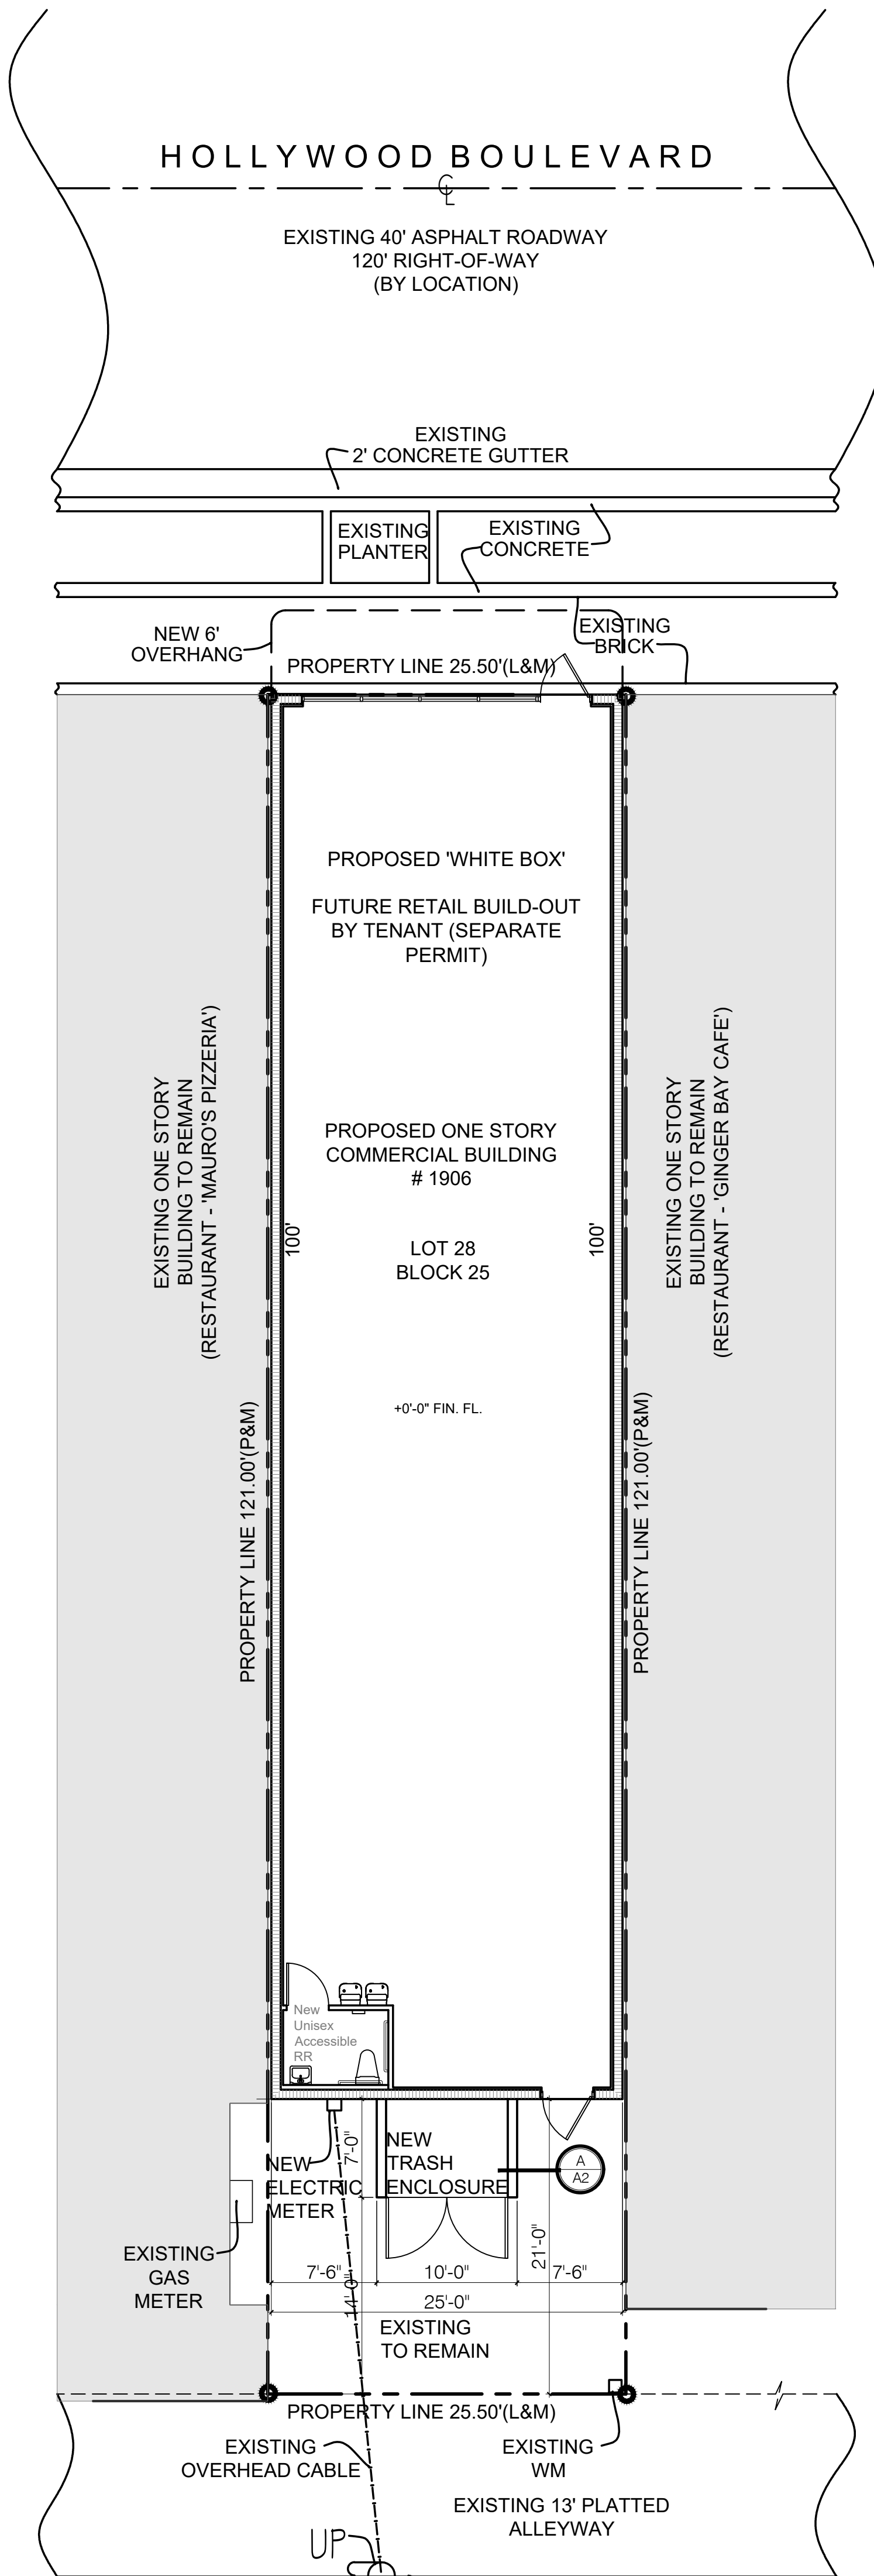 HOLLYWOOD BOULEVARD
CL
EXISTING 40' ASPHALT ROADWAY
120' RIGHT-OF-WAY
(BY LOCATION)
EXISTING
2' CONCRETE GUTTER
EXISTING
PLANTER
EXISTING
CONCRETE
NEW 6'
OVERHANG
EXISTING
BRICK
PROPERTY LINE 25.50'(L&M)
PROPOSED 'WHITE BOX'
FUTURE RETAIL BUILD-OUT
BY TENANT (SEPARATE
PERMIT)
EXISTING ONE STORY
BUILDING TO REMAIN
(RESTAURANT - 'MAURO'S PIZZERIA')
PROPOSED ONE STORY
COMMERCIAL BUILDING
# 1906
EXISTING ONE STORY
BUILDING TO REMAIN
(RESTAURANT - 'GINGER BAY CAFE')
100'
100'
LOT 28
BLOCK 25
+0'-0" FIN. FL.
PROPERTY LINE 121.00'(P&M)
PROPERTY LINE 121.00'(P&M)
New
Unisex
Accessible
RR
7'-0"
NEW
TRASH
ENCLOSURE
A
A2
NEW
ELECTRIC
METER
EXISTING
GAS
METER
21'-0"
7'-6"
10'-0"
7'-6"
14'-0"
25'-0"
EXISTING
TO REMAIN
PROPERTY LINE 25.50'(L&M)
EXISTING
OVERHEAD CABLE
EXISTING
WM
EXISTING 13' PLATTED
ALLEYWAY
UP